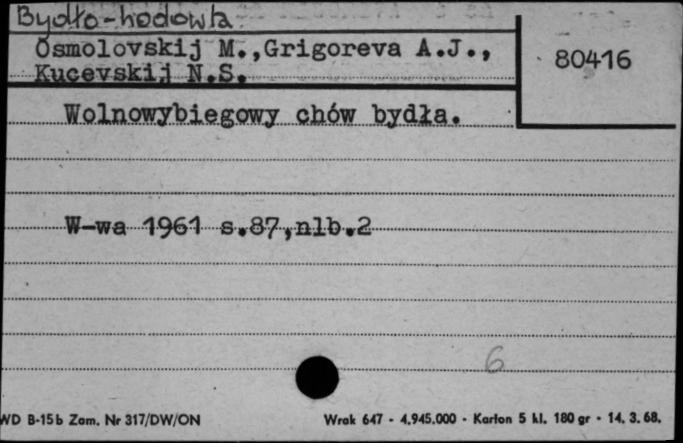 Bydło-hodowla.
Osmolovskij M.,Grigoreva A.J.,
Kucevskij N.S.
80416
Wolnowybiegowy chów bydła.
W-wa 1961 s.87,nlb.2
6
WD B-15b Zam. Nr 317/DW/ON
Wrak 647 - 4.945.000 - Karton 5 kl. 180 gr - 14. 3. 68.